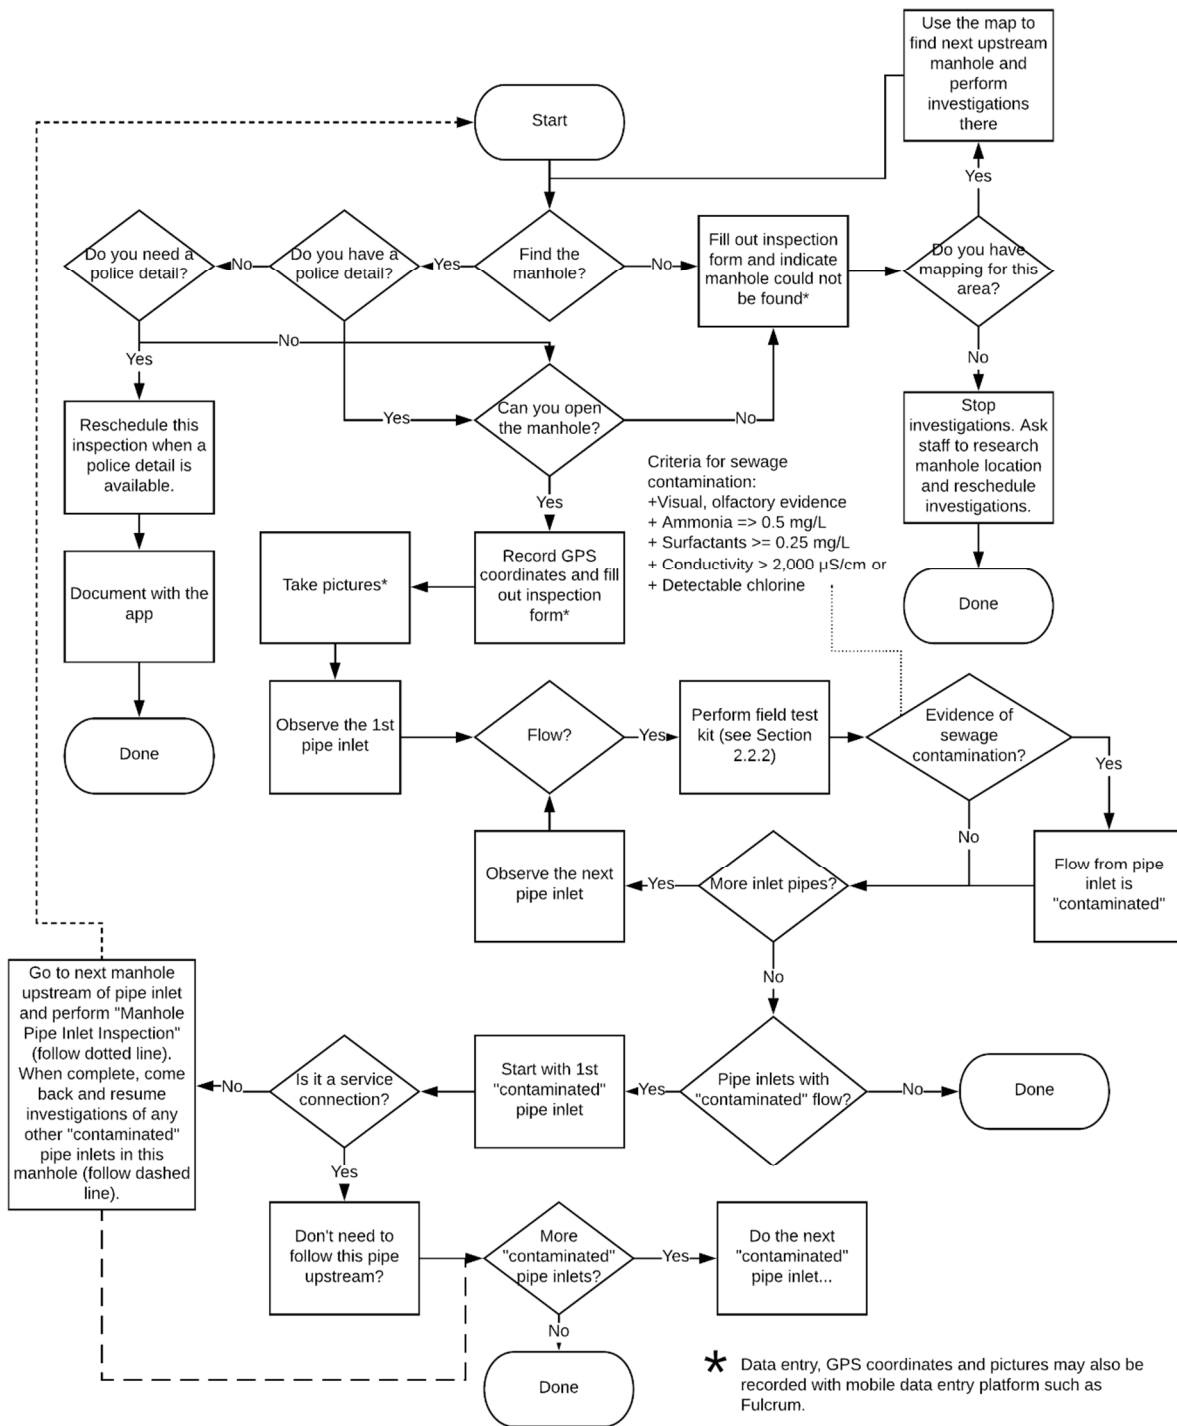 Use the map to
find next upstream
manhole and
perform
investigations
there
Start
Yes
Do you need a
police detail?
No
Do you have a
police detail?
Yes
Find the
manhole?
No
Fill out inspection
form and indicate
manhole could not
be found*
Do you have
mapping for this
area?
No
Yes
No
Yes
Can you open
the manhole?
No
Reschedule this
inspection when a
police detail is
available.
Stop
investigations. Ask
staff to research
manhole location
and reschedule
investigations.
Criteria for sewage
contamination:
+Visual, olfactory evidence
+ Ammonia => 0.5 mg/L
+ Surfactants >= 0.25 mg/L
+ Conductivity > 2,000 µS/cm or
+ Detectable chlorine
Yes
Document with the
app
Take pictures*
Record GPS
coordinates and fill
out inspection
form*
Done
Done
Observe the 1st
pipe inlet
Flow?
Yes
Perform field test
kit (see Section
2.2.2)
Evidence of
sewage
contamination?
Yes
No
Observe the next
pipe inlet
Yes
More inlet pipes?
Flow from pipe
inlet is
"contaminated"
No
Go to next manhole
upstream of pipe inlet
and perform "Manhole
Pipe Inlet Inspection"
(follow dotted line).
When complete, come
back and resume
investigations of any
other "contaminated"
pipe inlets in this
manhole (follow dashed
line).
No
Is it a service
connection?
Start with 1st
"contaminated"
pipe inlet
Yes
Pipe inlets with
"contaminated" flow?
No
Done
Yes
Don't need to
follow this pipe
upstream?
More
"contaminated"
pipe inlets?
Yes
Do the next
"contaminated"
pipe inlet...
No
Done
* Data entry, GPS coordinates and pictures may also be
recorded with mobile data entry platform such as
Fulcrum.